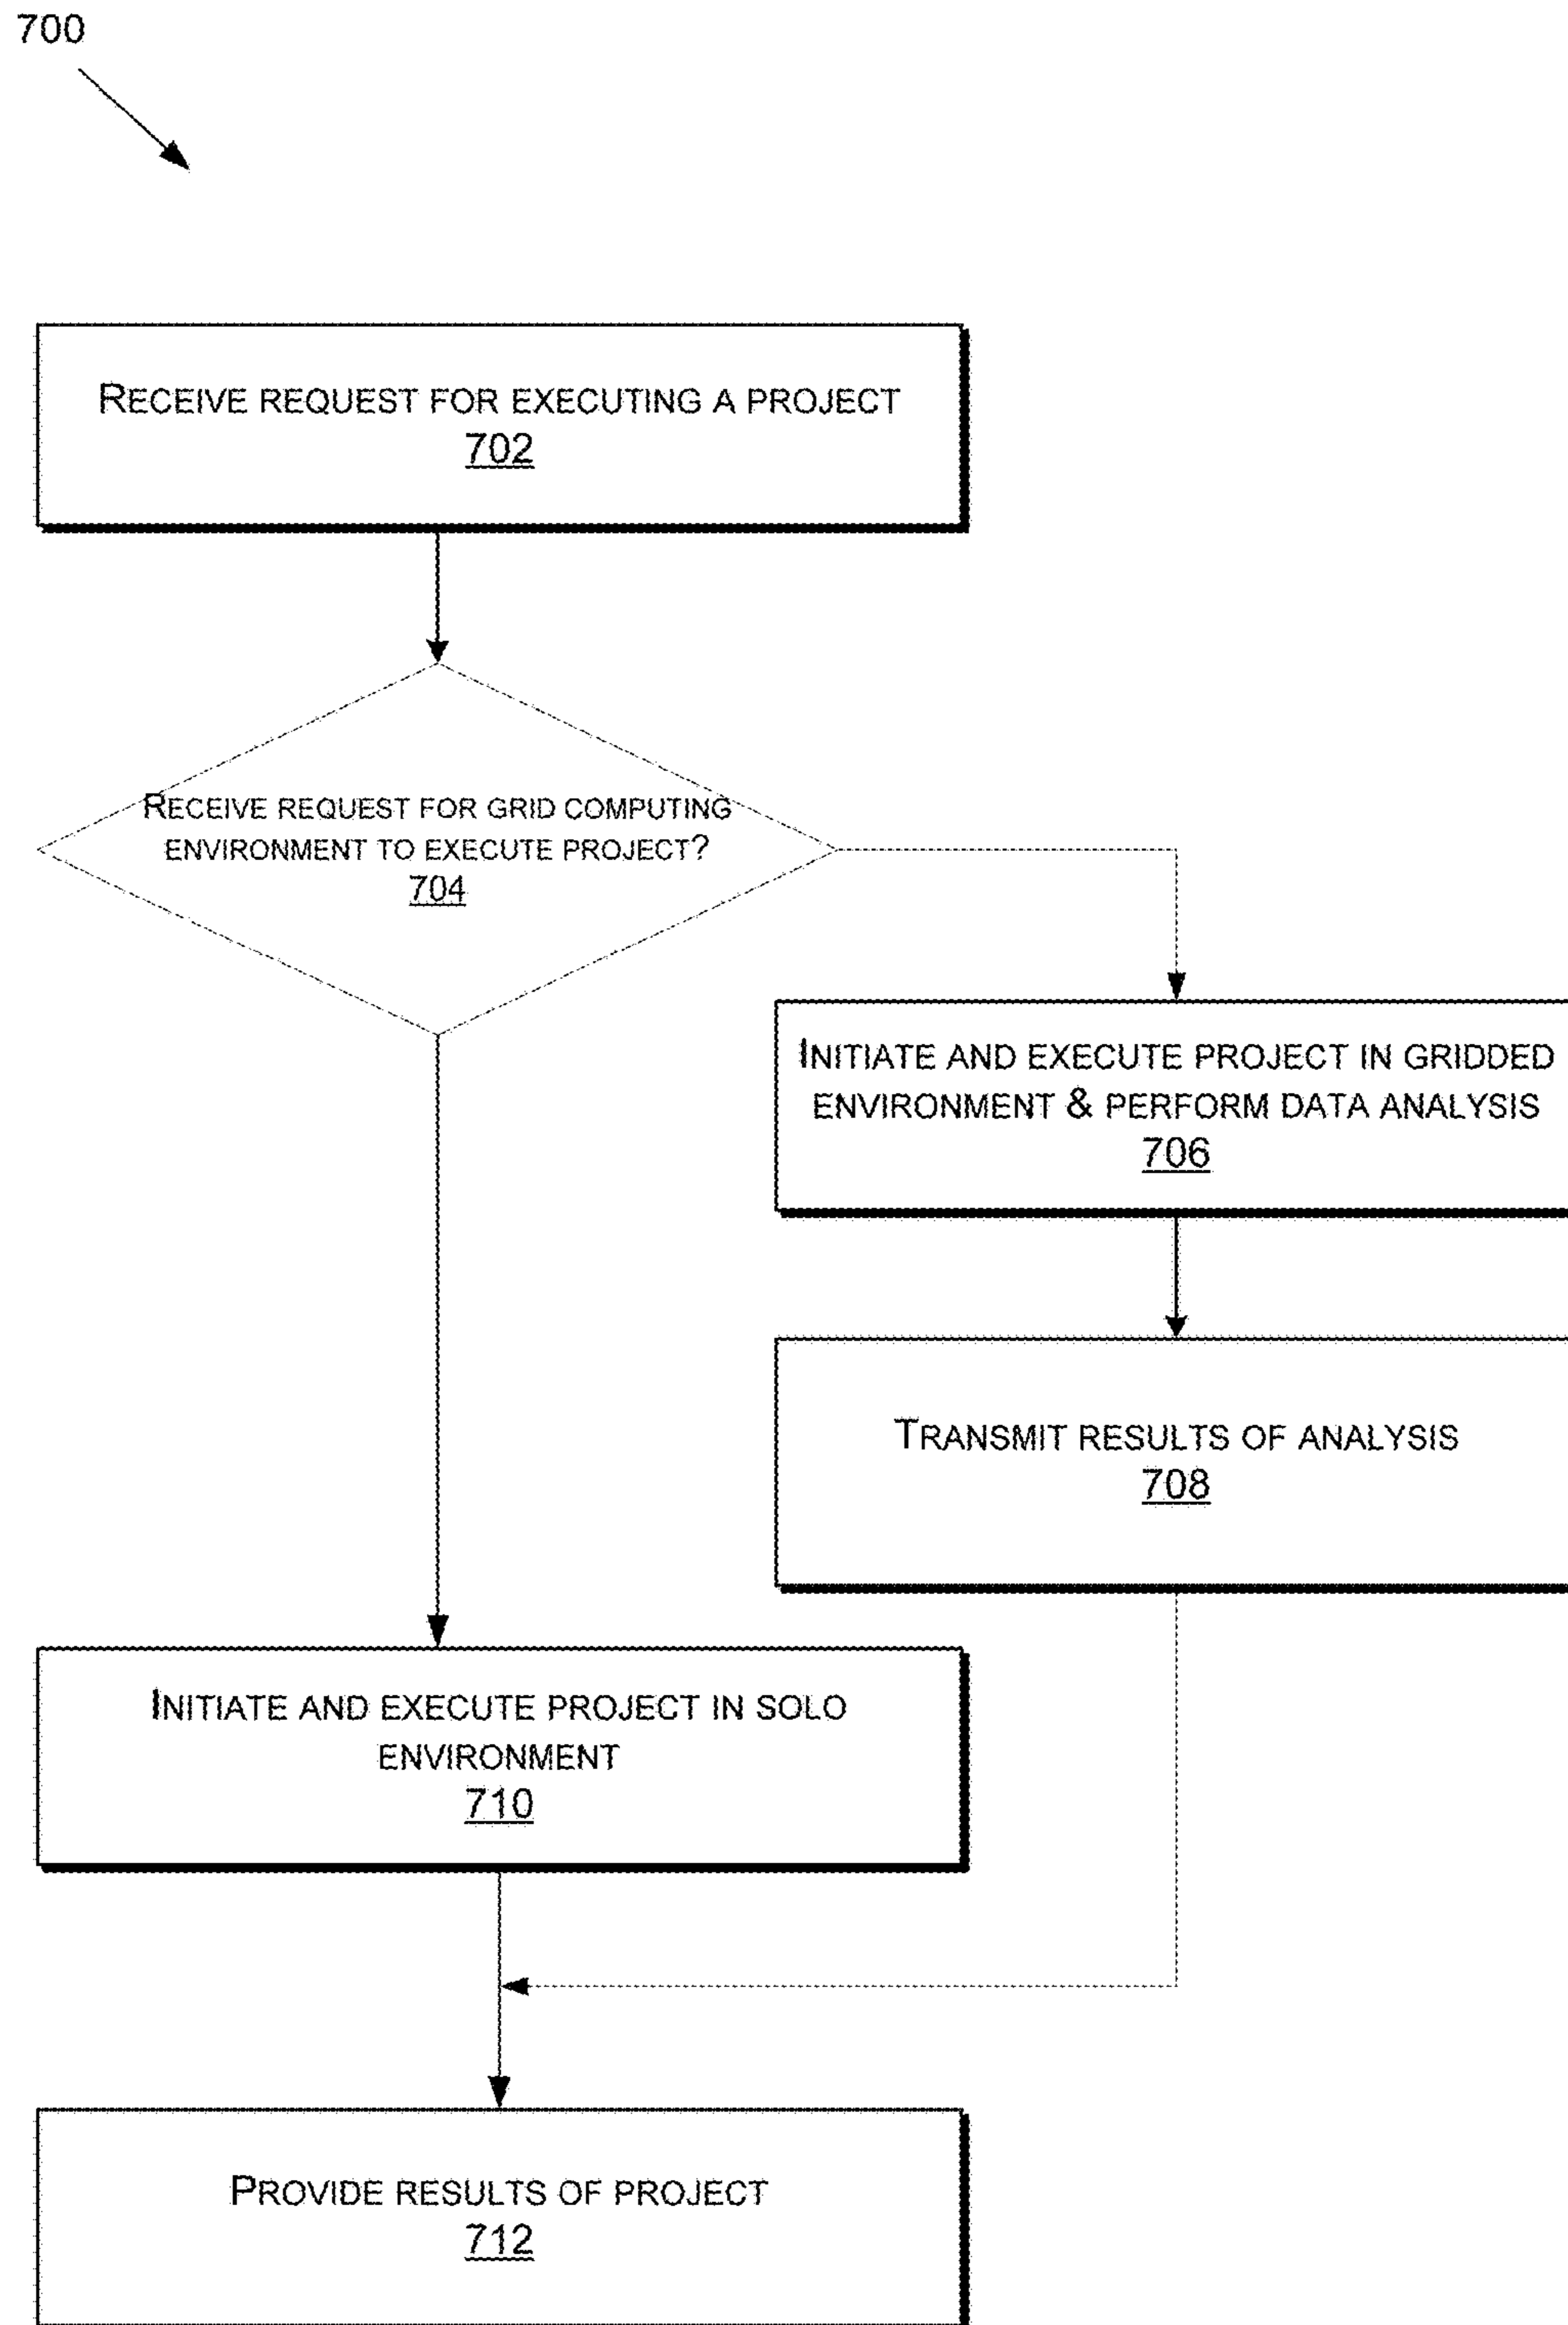 700
RECEIVE REQUEST FOR EXECUTING A PROJECT
702
RECEIVE REQUEST FOR GRID COMPUTING
ENVIRONMENT TO EXECUTE PROJECT?
704
INITIATE AND EXECUTE PROJECT IN GRIDDED
ENVIRONMENT & PERFORM DATA ANALYSIS
706
TRANSMIT RESULTS OF ANALYSIS
708
INITIATE AND EXECUTE PROJECT IN SOLO
ENVIRONMENT
710
PROVIDE RESULTS OF PROJECT
712